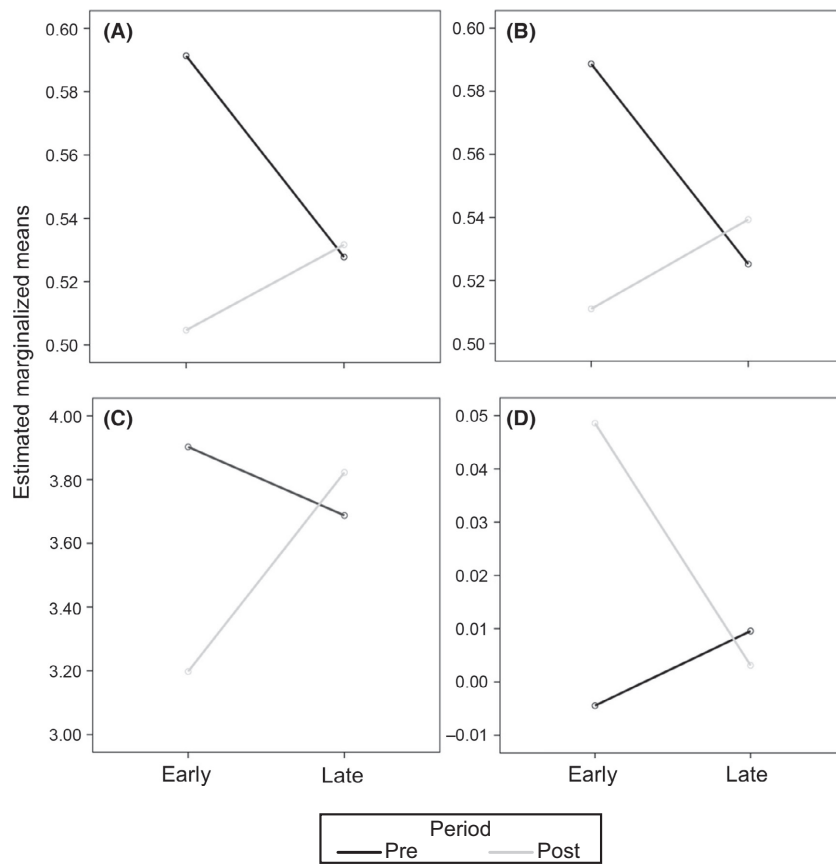 Estimated marginalized means
(A)
0.60
0.58
0.56
0.54
0.52
0.50
(B)
0.60
0.58
0.56
0.54
0.52
0.50
(C)
4.00
3.80
3.60
3.40
3.20
3.00
Early Late
(D)
0.05
0.04
0.03
0.02
0.01
0.00
–0.01
Early Late
Period
Pre Post